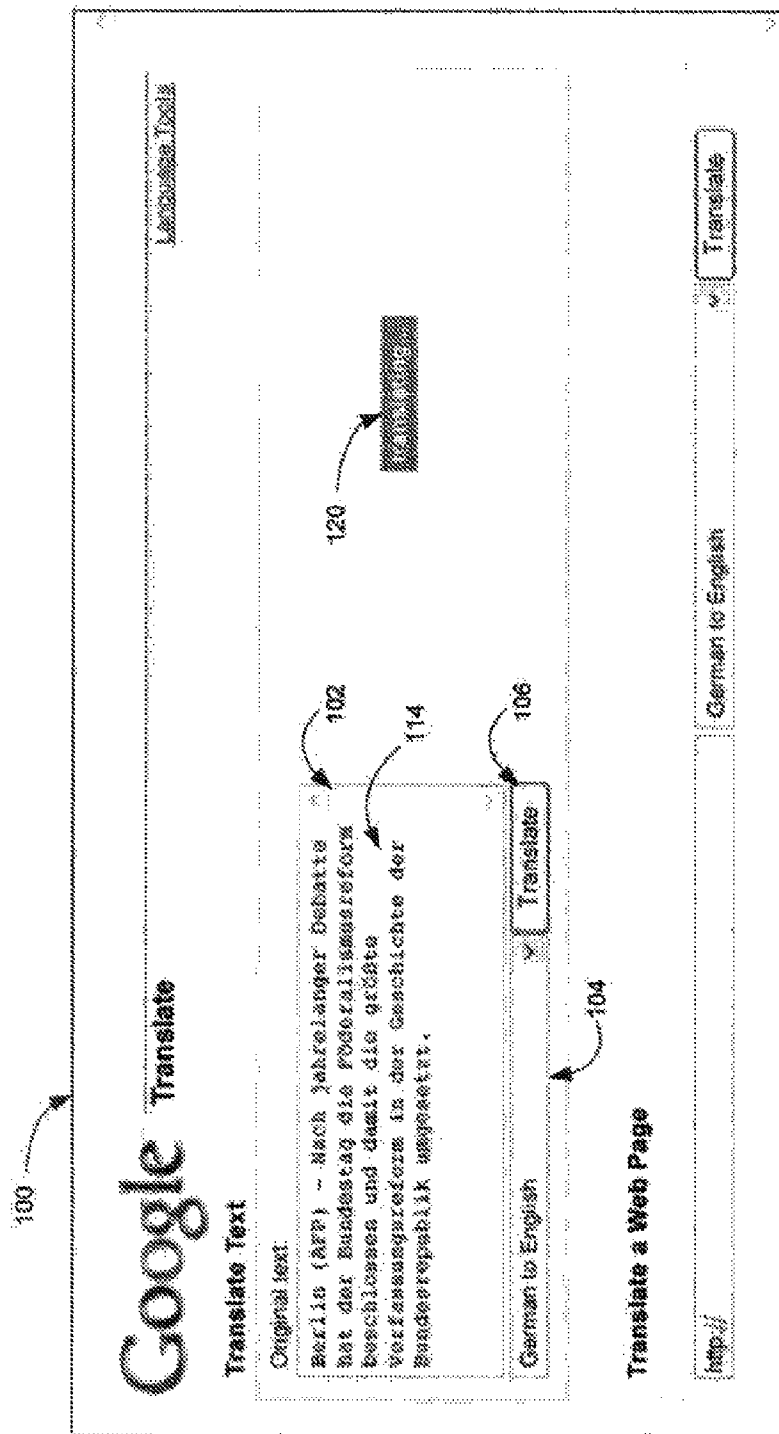 100
Google Translate
Language Tools
Translate Text
Original text:
Berlin (AFP) - Nach jahrelanger Debatte
hat der Bundestag die Föderalismusreform
beschlossen und damit die größte
Verfassungsreform in der Geschichte der
Bundesrepublik umgesetzt.
102
114
120
Translating...
German to English
Translate
106
104
Translate a Web Page
http://
German to English
Translate